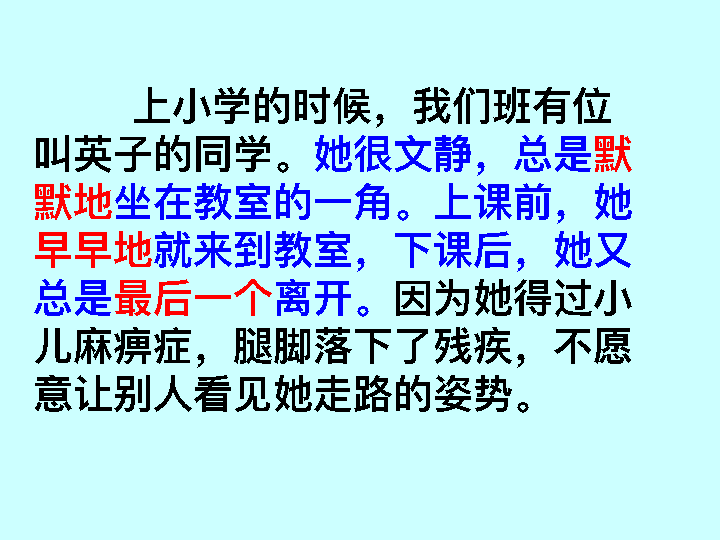 上小学的时候，我们班有位
叫英子的同学。她很文静，总是默
默地坐在教室的一角。上课前，她
早早地就来到教室，下课后，她又
总是最后一个离开。因为她得过小
儿麻痹症，腿脚落下了残疾，不愿
意让别人看见她走路的姿势。